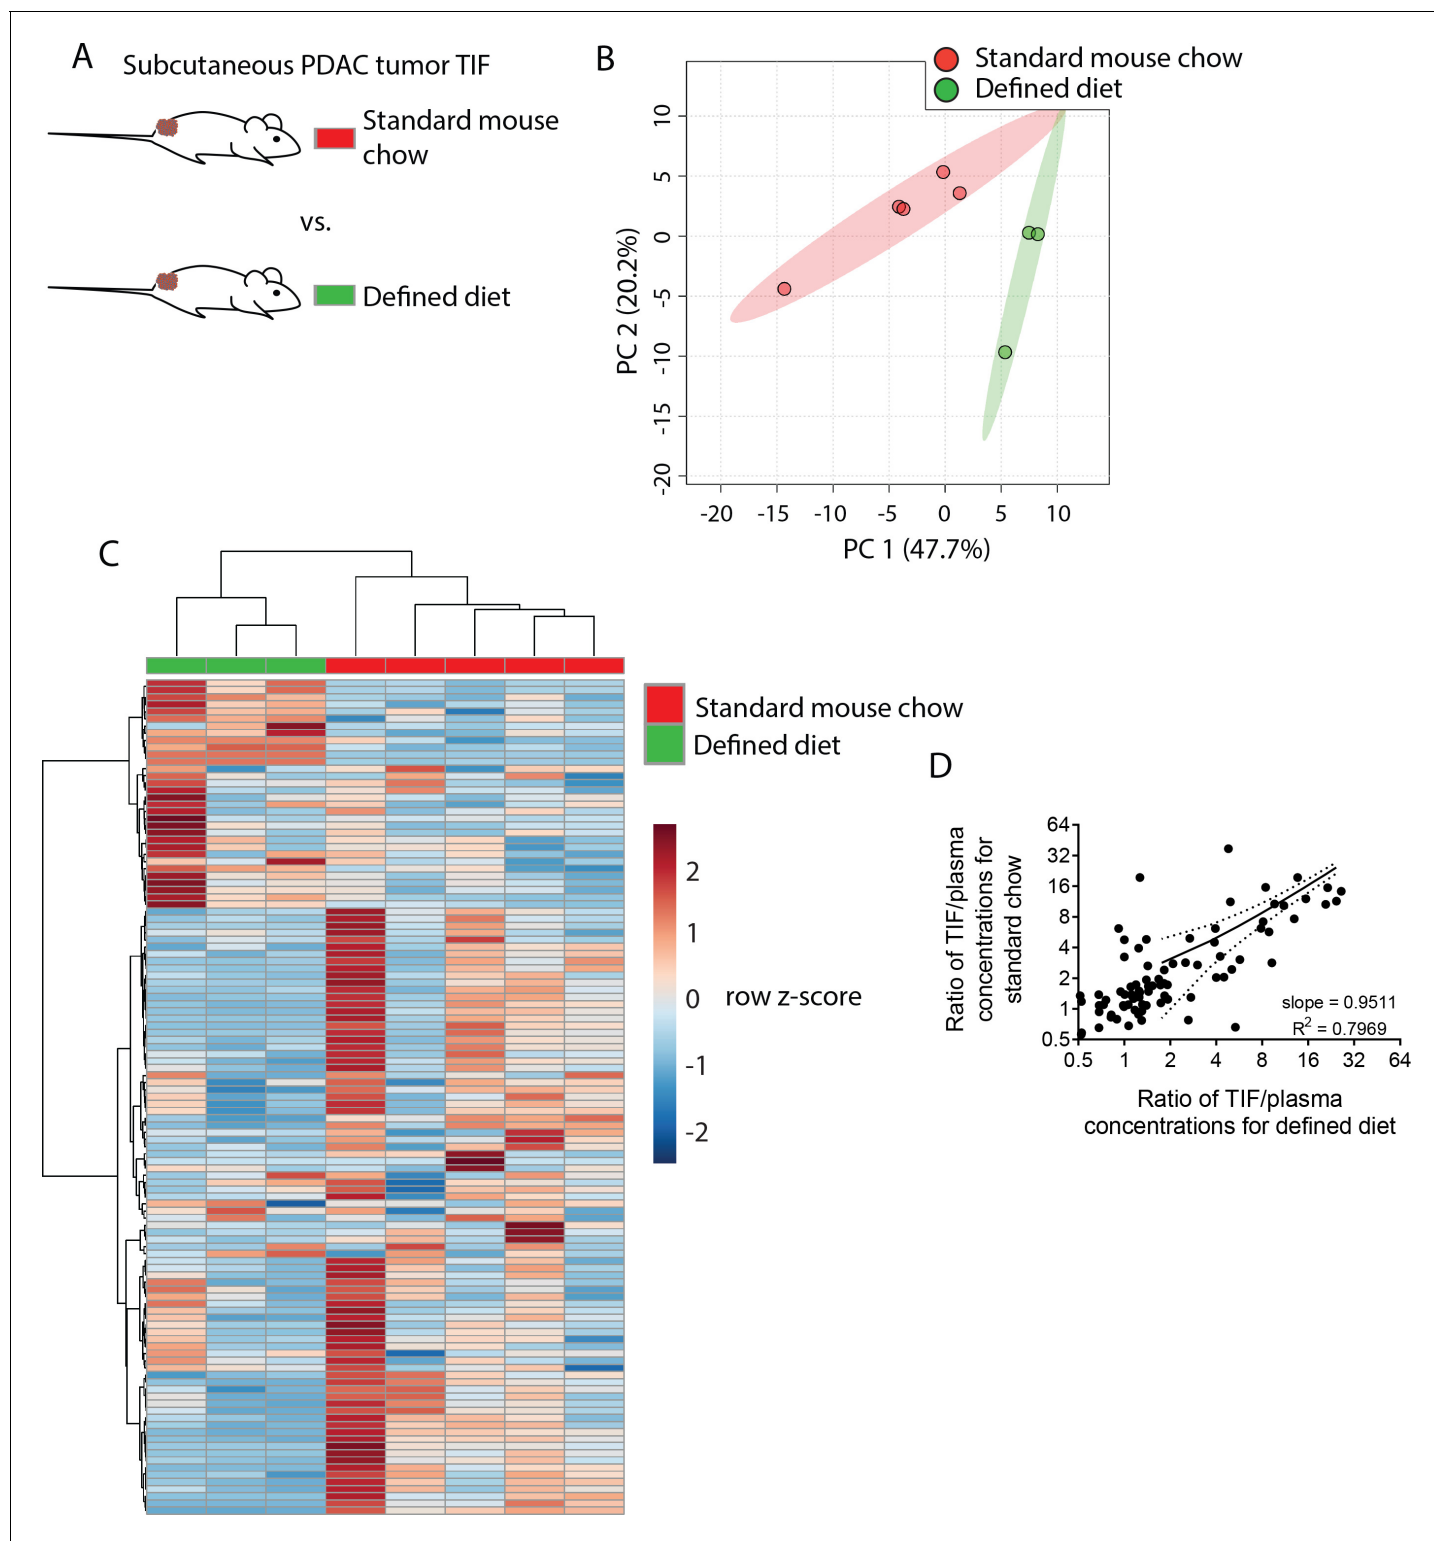 A
Subcutaneous PDAC tumor TIF
Standard mouse
chow
vs.
Defined diet
B
Standard mouse chow
Defined diet
10
5
0
-5
-10
-15
-20
PC 2 (20.2%)
-20 -15 -10 -5 0 5 10
PC 1 (47.7%)
C
Standard mouse chow
Defined diet
2
1
0
-1
-2
row z-score
D
Ratio of TIF/plasma
concentrations for
standard chow
64
32
16
8
4
2
1
0.5
slope = 0.9511
R2 = 0.7969
0.5 1 2 4 8 16 32 64
Ratio of TIF/plasma
concentrations for defined diet